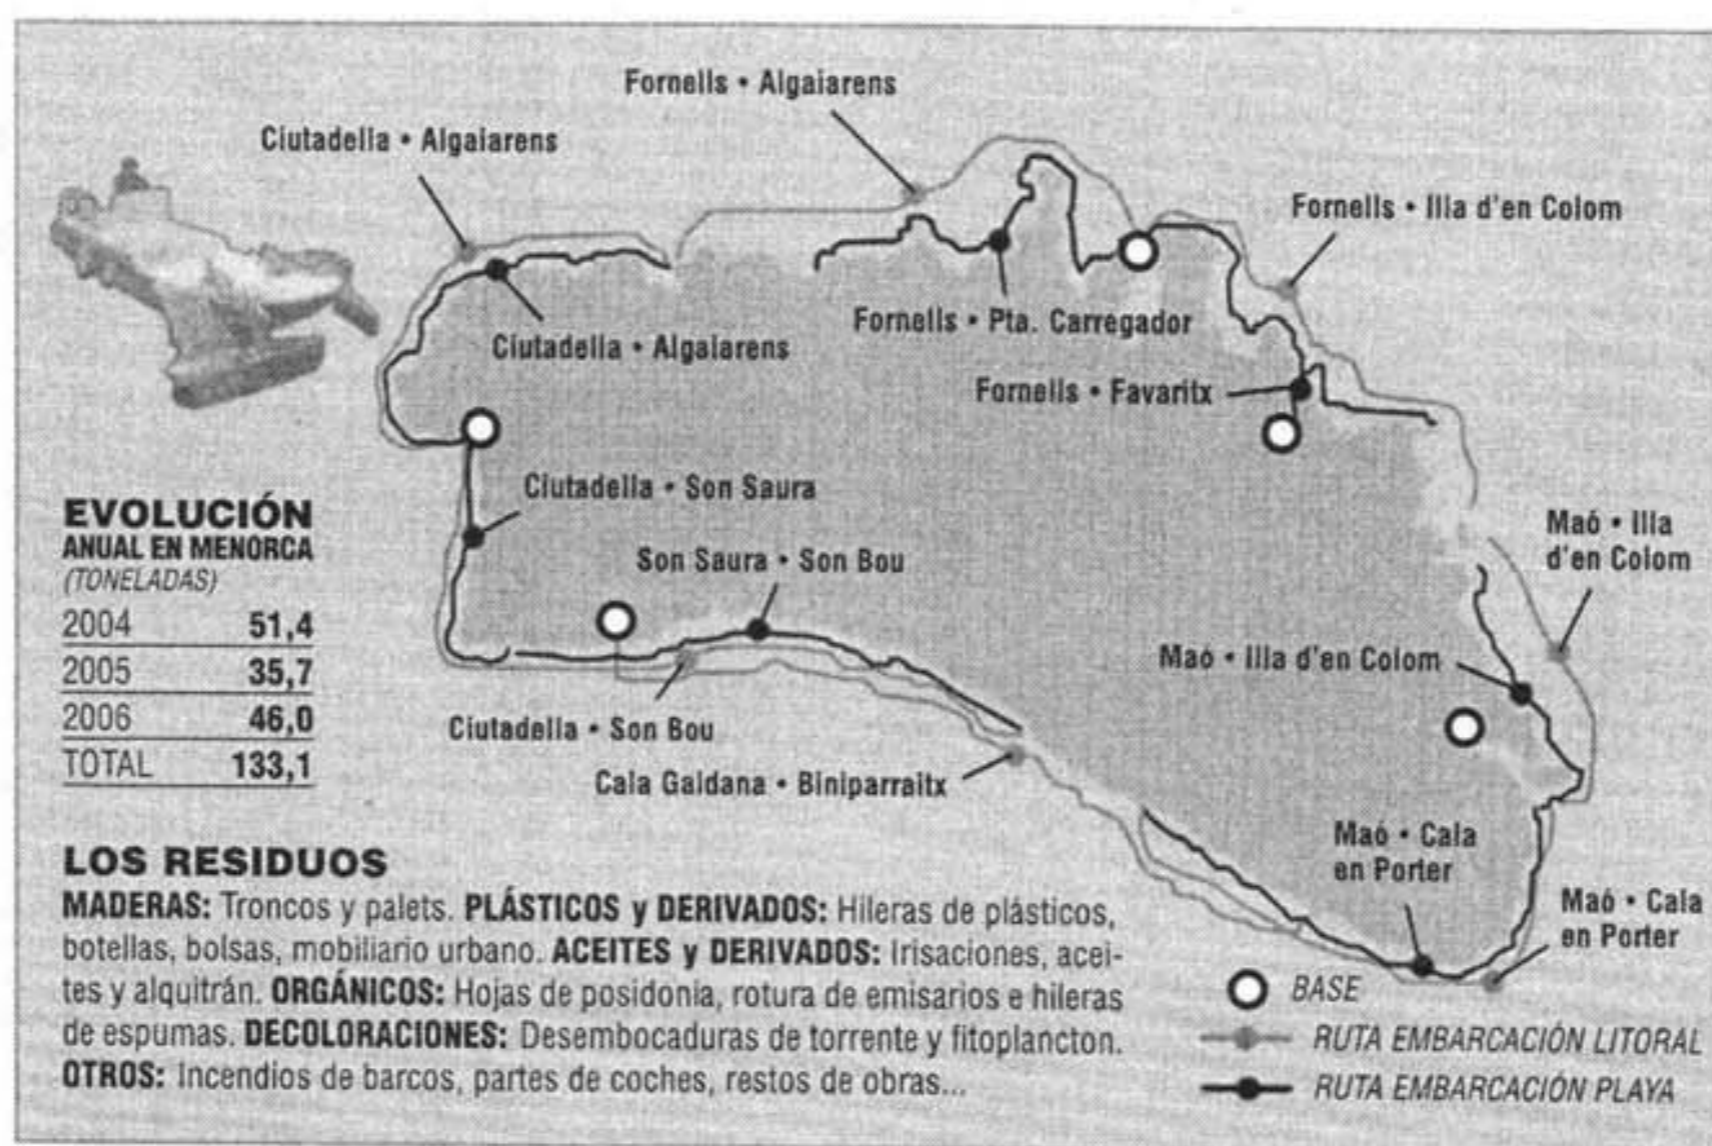 Fornells • Algaiarens
Ciutadella • Algaiarens
Fornells • Illa d'en Colom
Fornells • Pta. Carregador
Ciutadella • Algaiarens
Fornells • Favaritx
Ciutadella • Son Saura
Son Saura • Son Bou
Maó • Illa
d'en Colom
Maó • Illa d'en Colom
Ciutadella • Son Bou
Cala Galdana • Biniparraitx
Maó • Cala
en Porter
Maó • Cala
en Porter
EVOLUCIÓN
ANUAL EN MENORCA
(TONELADAS)
2004 51,4
2005 35,7
2006 46,0
TOTAL 133,1
LOS RESIDUOS
MADERAS: Troncos y palets. PLÁSTICOS y DERIVADOS: Hileras de plásticos,
botellas, bolsas, mobiliario urbano. ACEITES y DERIVADOS: Irisaciones, acei-
tes y alquitrán. ORGÁNICOS: Hojas de posidonia, rotura de emisarios e hileras
de espumas. DECOLORACIONES: Desembocaduras de torrente y fitoplancton.
OTROS: Incendios de barcos, partes de coches, restos de obras...
BASE
RUTA EMBARCACIÓN LITORAL
RUTA EMBARCACIÓN PLAYA